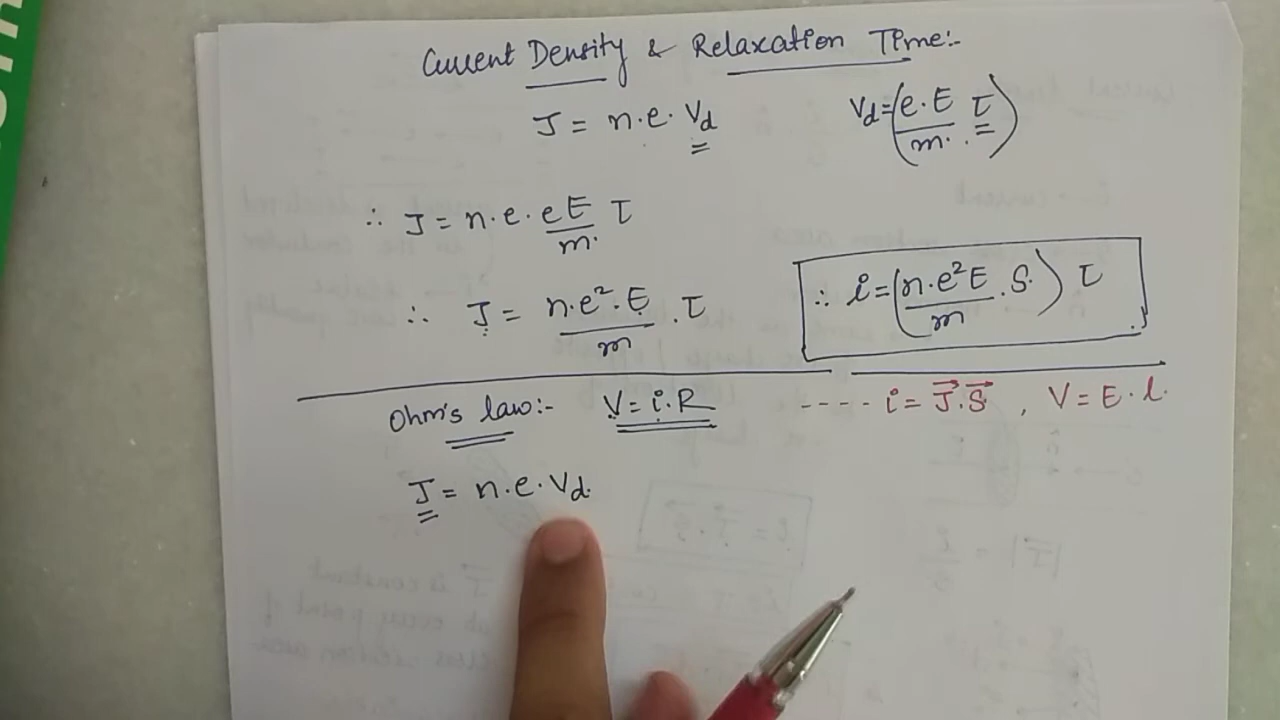 Current Density & Relaxation Time:-
J = n.e. Vd    Vd = (e.E/m. τ)
∴ J = n.e. eE/m. τ
∴ J = n.e².E/m . τ    ∴ i = (n.e²E/m . S) τ
Ohm's law:- V = i.R ---- i = J⃗.S⃗ , V = E.l.
J = n.e.Vd.